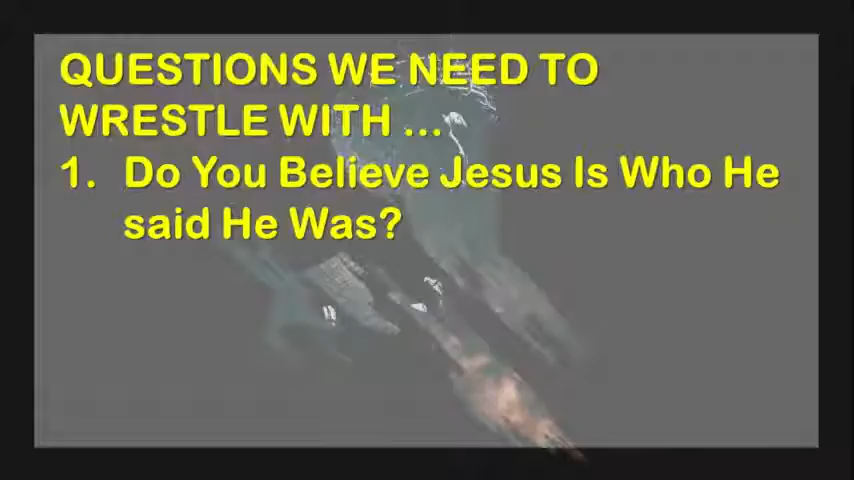 QUESTIONS WE NEED TO
WRESTLE WITH ...
1. Do You Believe Jesus Is Who He
said He Was?